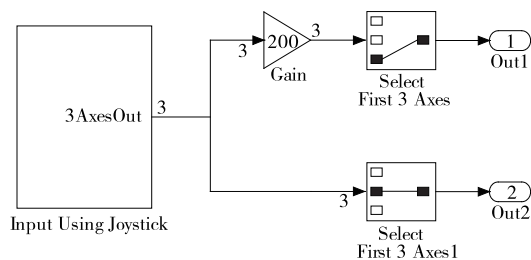 3AxesOut
3
Input Using Joystick
3
200
3
Gain
Select
First 3 Axes
1
Out1
3
Select
First 3 Axes1
2
Out2